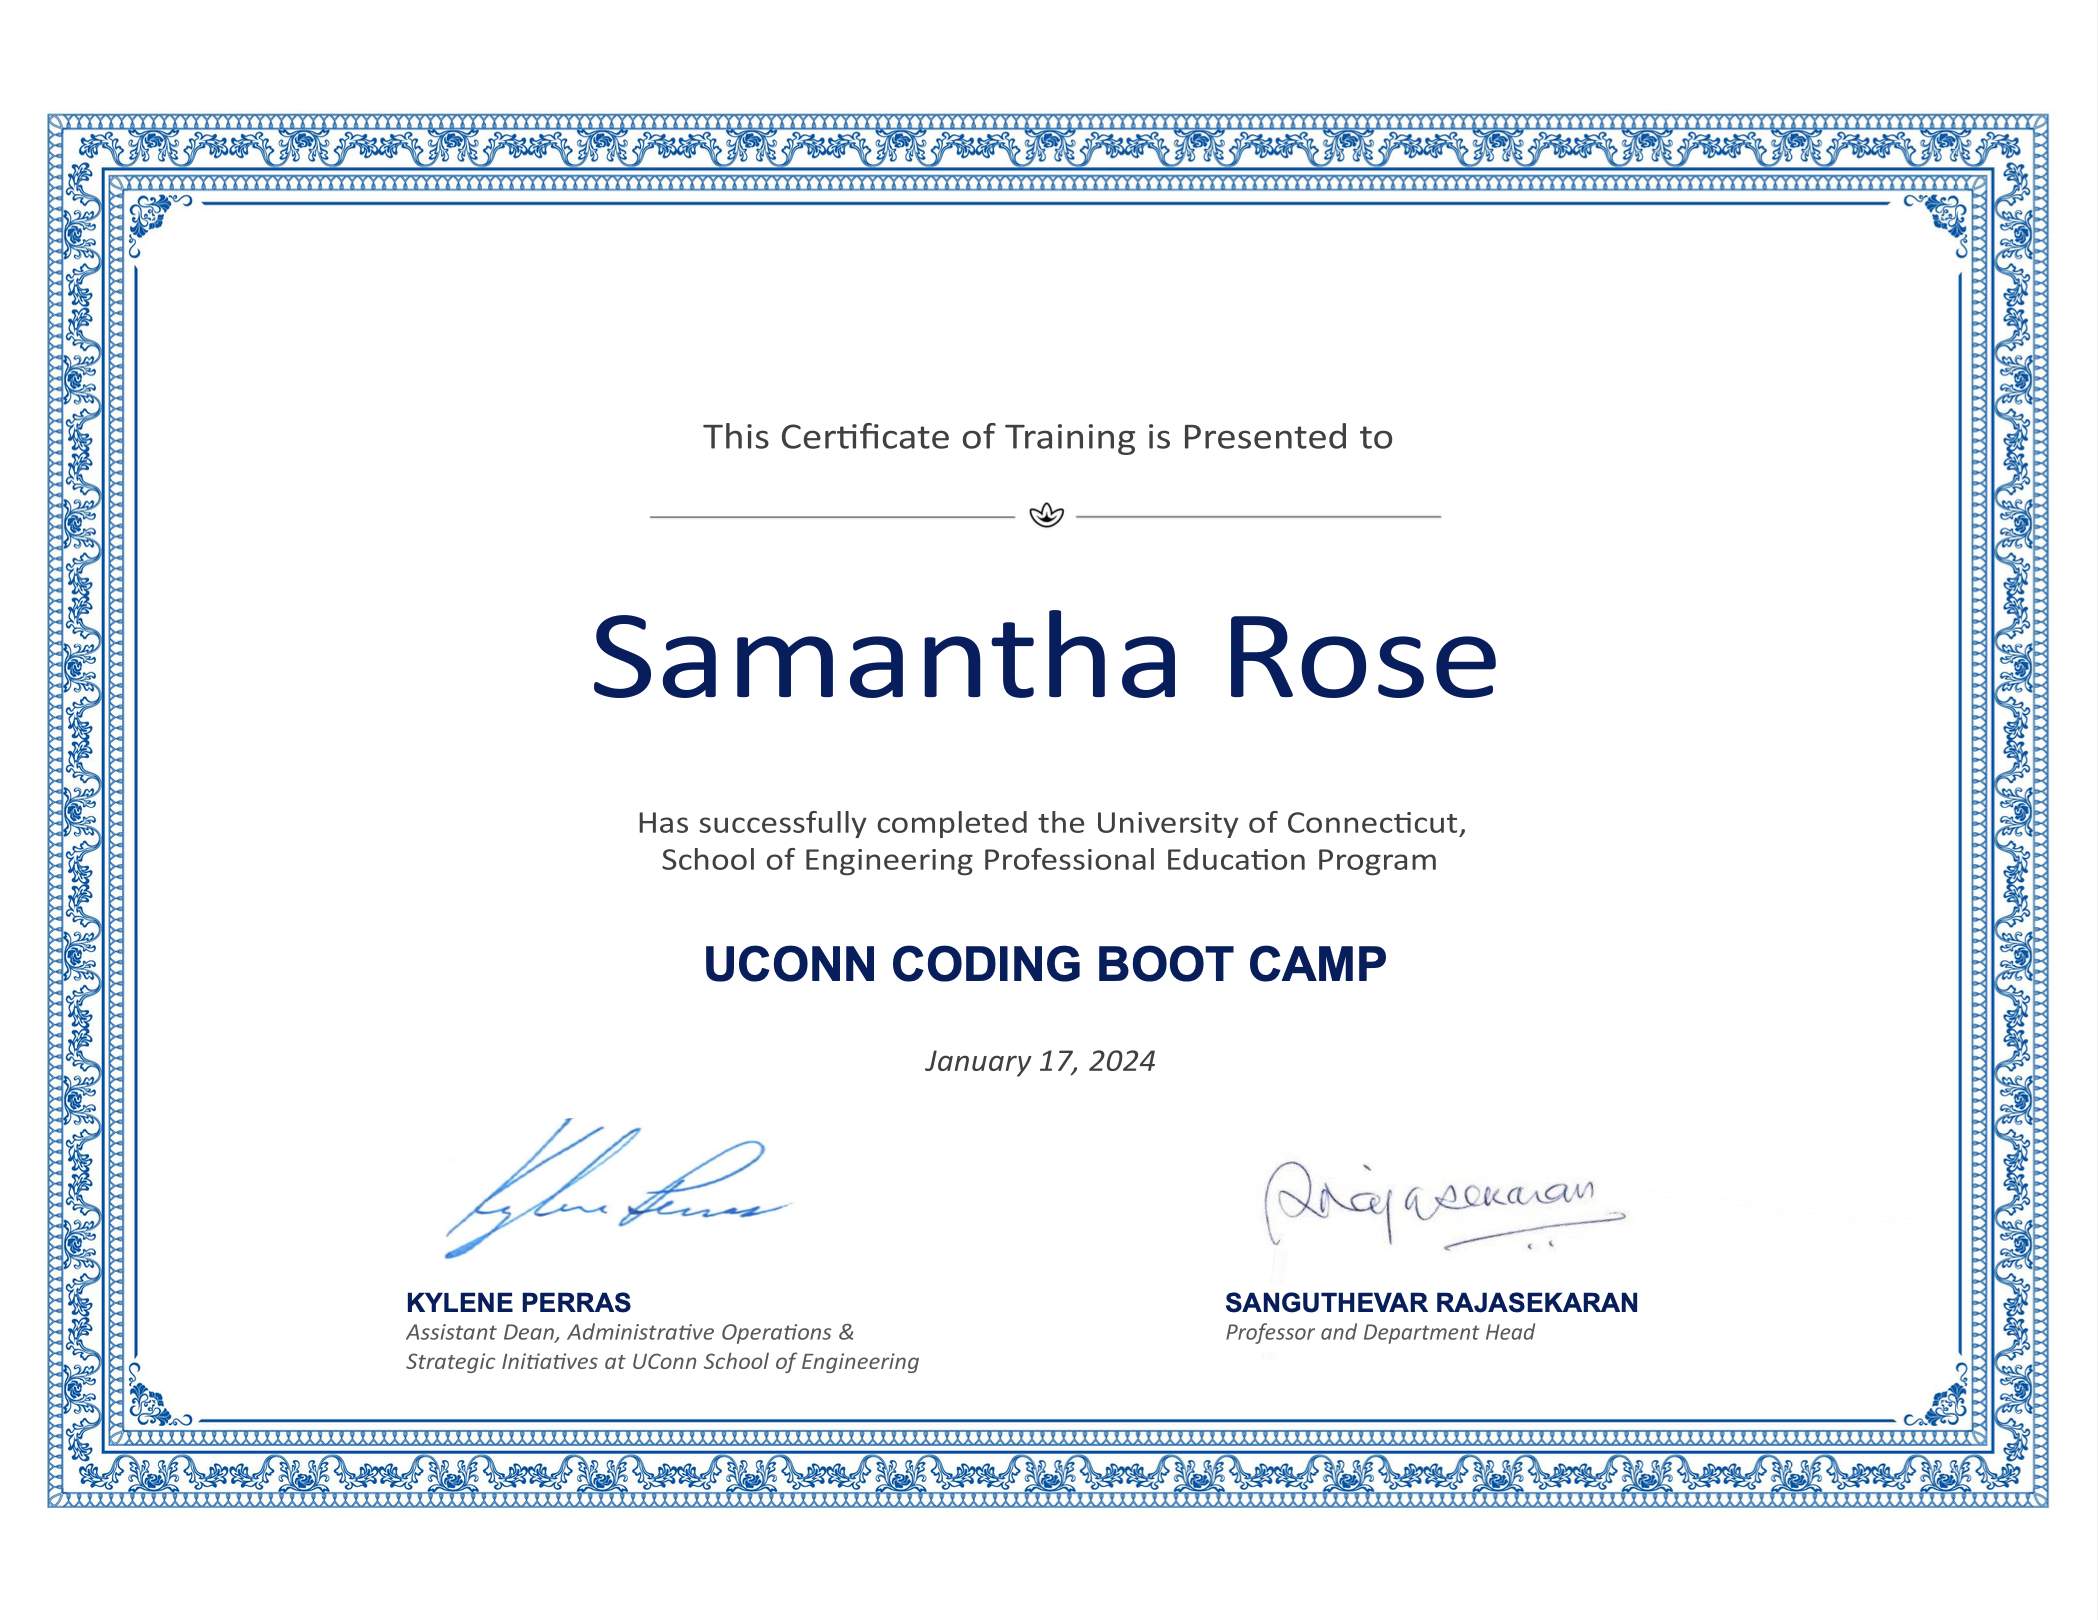 This Certificate of Training is Presented to
Samantha Rose
Has successfully completed the University of Connecticut,
School of Engineering Professional Education Program
UCONN CODING BOOT CAMP
January 17, 2024
Kylene Perras
Rajasekaran
KYLENE PERRAS
Assistant Dean, Administrative Operations &
Strategic Initiatives at UConn School of Engineering
SANGUTHEVAR RAJASEKARAN
Professor and Department Head